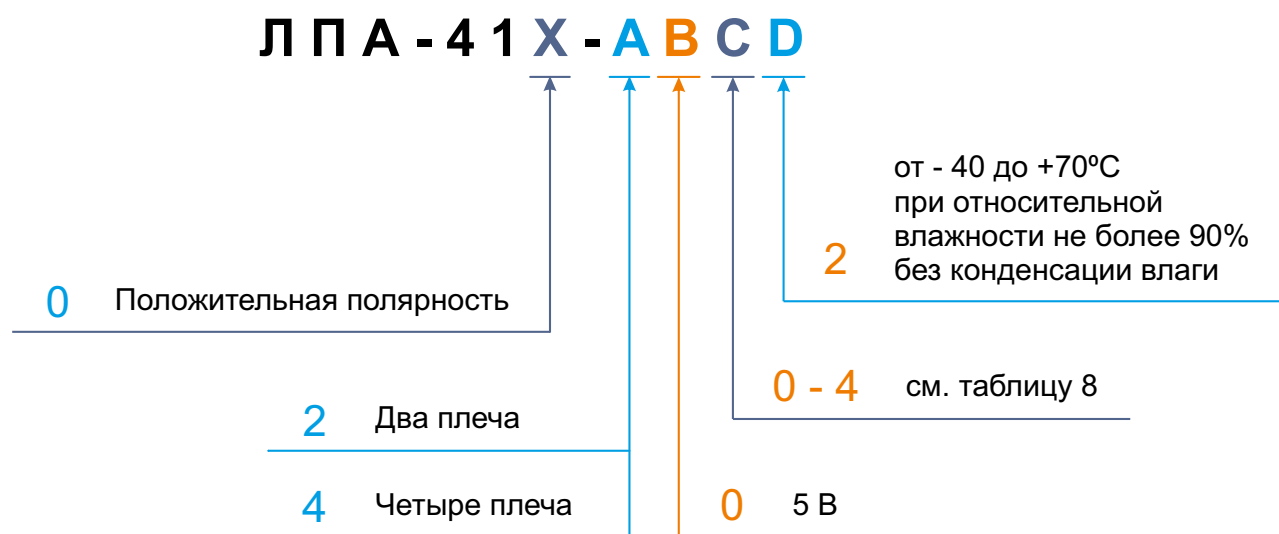 ЛПА-41X-ABCD
от - 40 до +70ºC
при относительной
влажности не более 90%
2 без конденсации влаги
0 Положительная полярность
0 - 4 см. таблицу 8
2 Два плеча
4 Четыре плеча
0 5 В